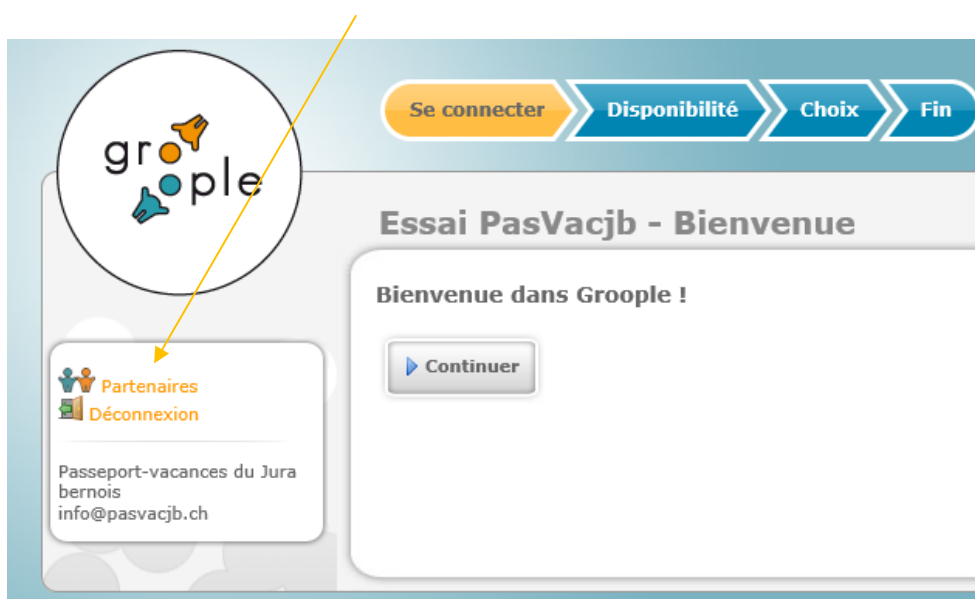 groople
Se connecter Disponibilité Choix Fin
Essai PasVacjb - Bienvenue
Bienvenue dans Groople !
Continuer
Partenaires
Déconnexion
Passeport-vacances du Jura
bernois
info@pasvacjb.ch